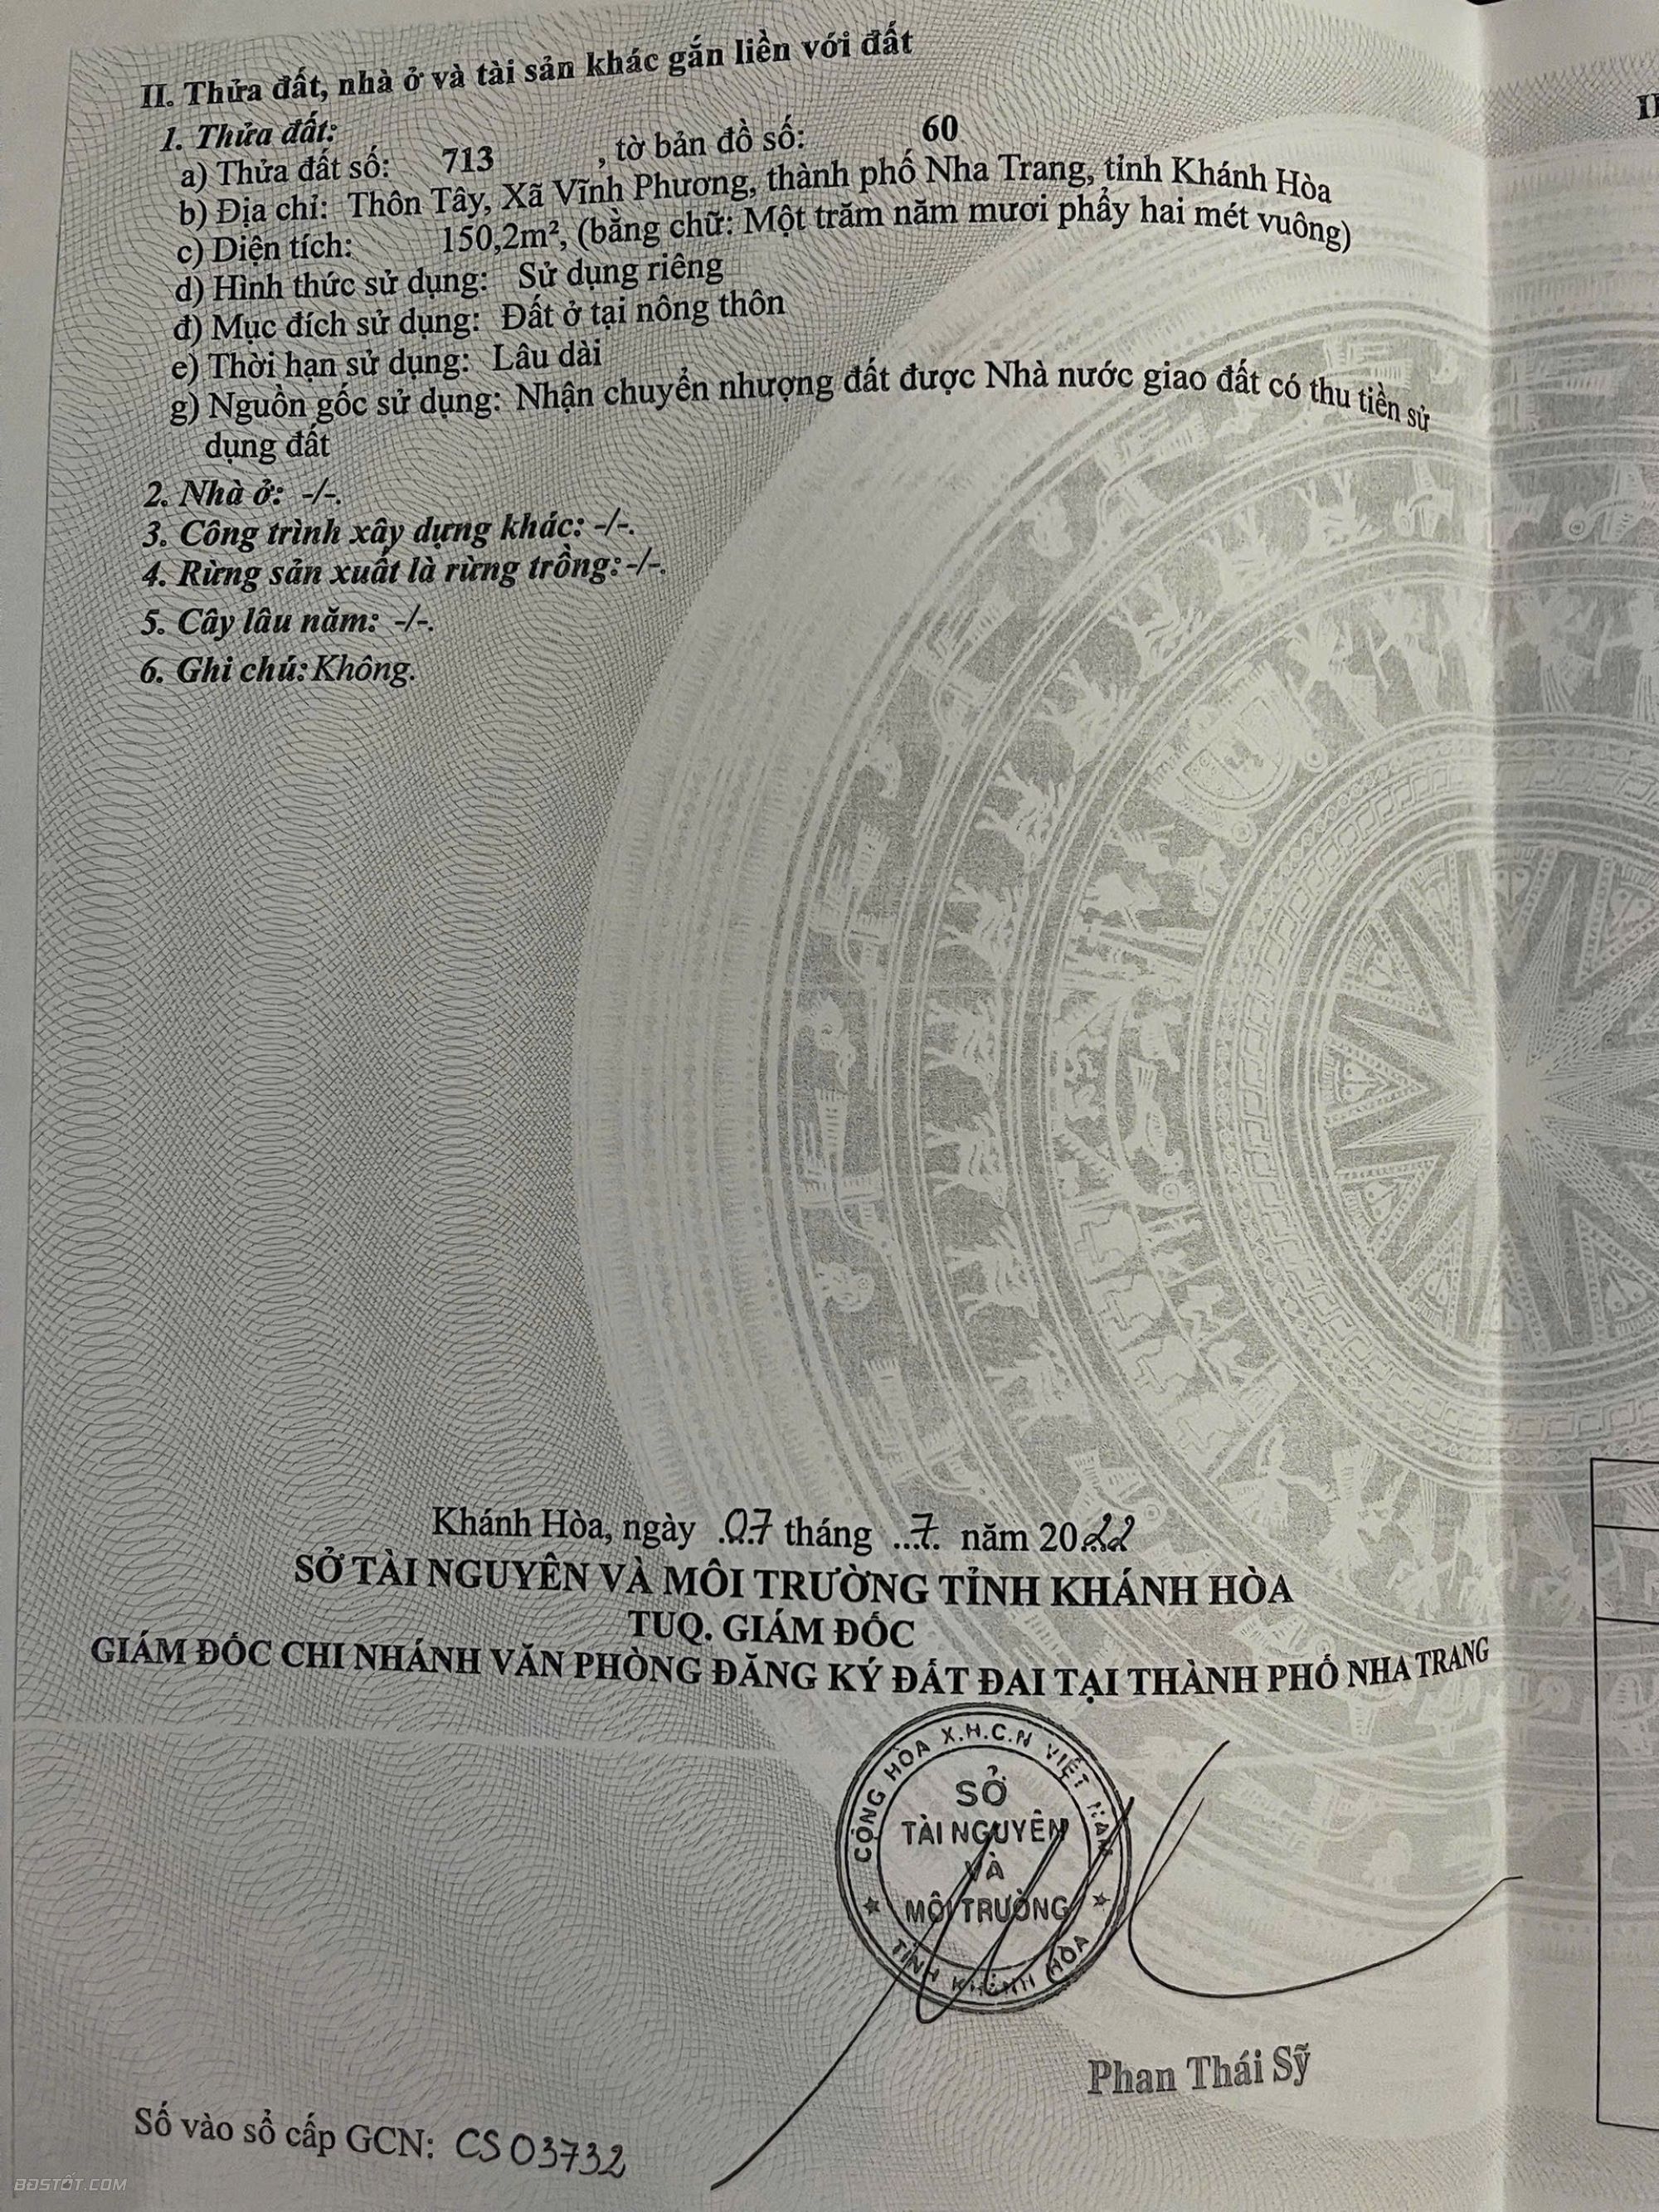 II. Thửa đất, nhà ở và tài sản khác gắn liền với đất
II
1. Thửa đất:
a) Thửa đất số: 713 , tờ bản đồ số: 60
b) Địa chỉ: Thôn Tây, Xã Vĩnh Phương, thành phố Nha Trang, tỉnh Khánh Hòa
c) Diện tích: 150,2m², (bằng chữ: Một trăm năm mươi phẩy hai mét vuông)
d) Hình thức sử dụng: Sử dụng riêng
đ) Mục đích sử dụng: Đất ở tại nông thôn
e) Thời hạn sử dụng: Lâu dài
g) Nguồn gốc sử dụng: Nhận chuyển nhượng đất được Nhà nước giao đất có thu tiền sử
dụng đất
2. Nhà ở: -/-.
3. Công trình xây dựng khác: -/-.
4. Rừng sản xuất là rừng trồng: -/-.
5. Cây lâu năm: -/-.
6. Ghi chú: Không.
Khánh Hòa, ngày 07 tháng 7 năm 2022
SỞ TÀI NGUYÊN VÀ MÔI TRƯỜNG TỈNH KHÁNH HÒA
TUQ. GIÁM ĐỐC
GIÁM ĐỐC CHI NHÁNH VĂN PHÒNG ĐĂNG KÝ ĐẤT ĐAI TẠI THÀNH PHỐ NHA TRANG
CỘNG HÒA X.H.C.N VIỆT NAM
SỞ
TÀI NGUYÊN
VÀ
MÔI TRƯỜNG
TỈNH KHÁNH HÒA
Phan Thái Sỹ
Số vào sổ cấp GCN: CS 03732
BĐSTỐT.COM